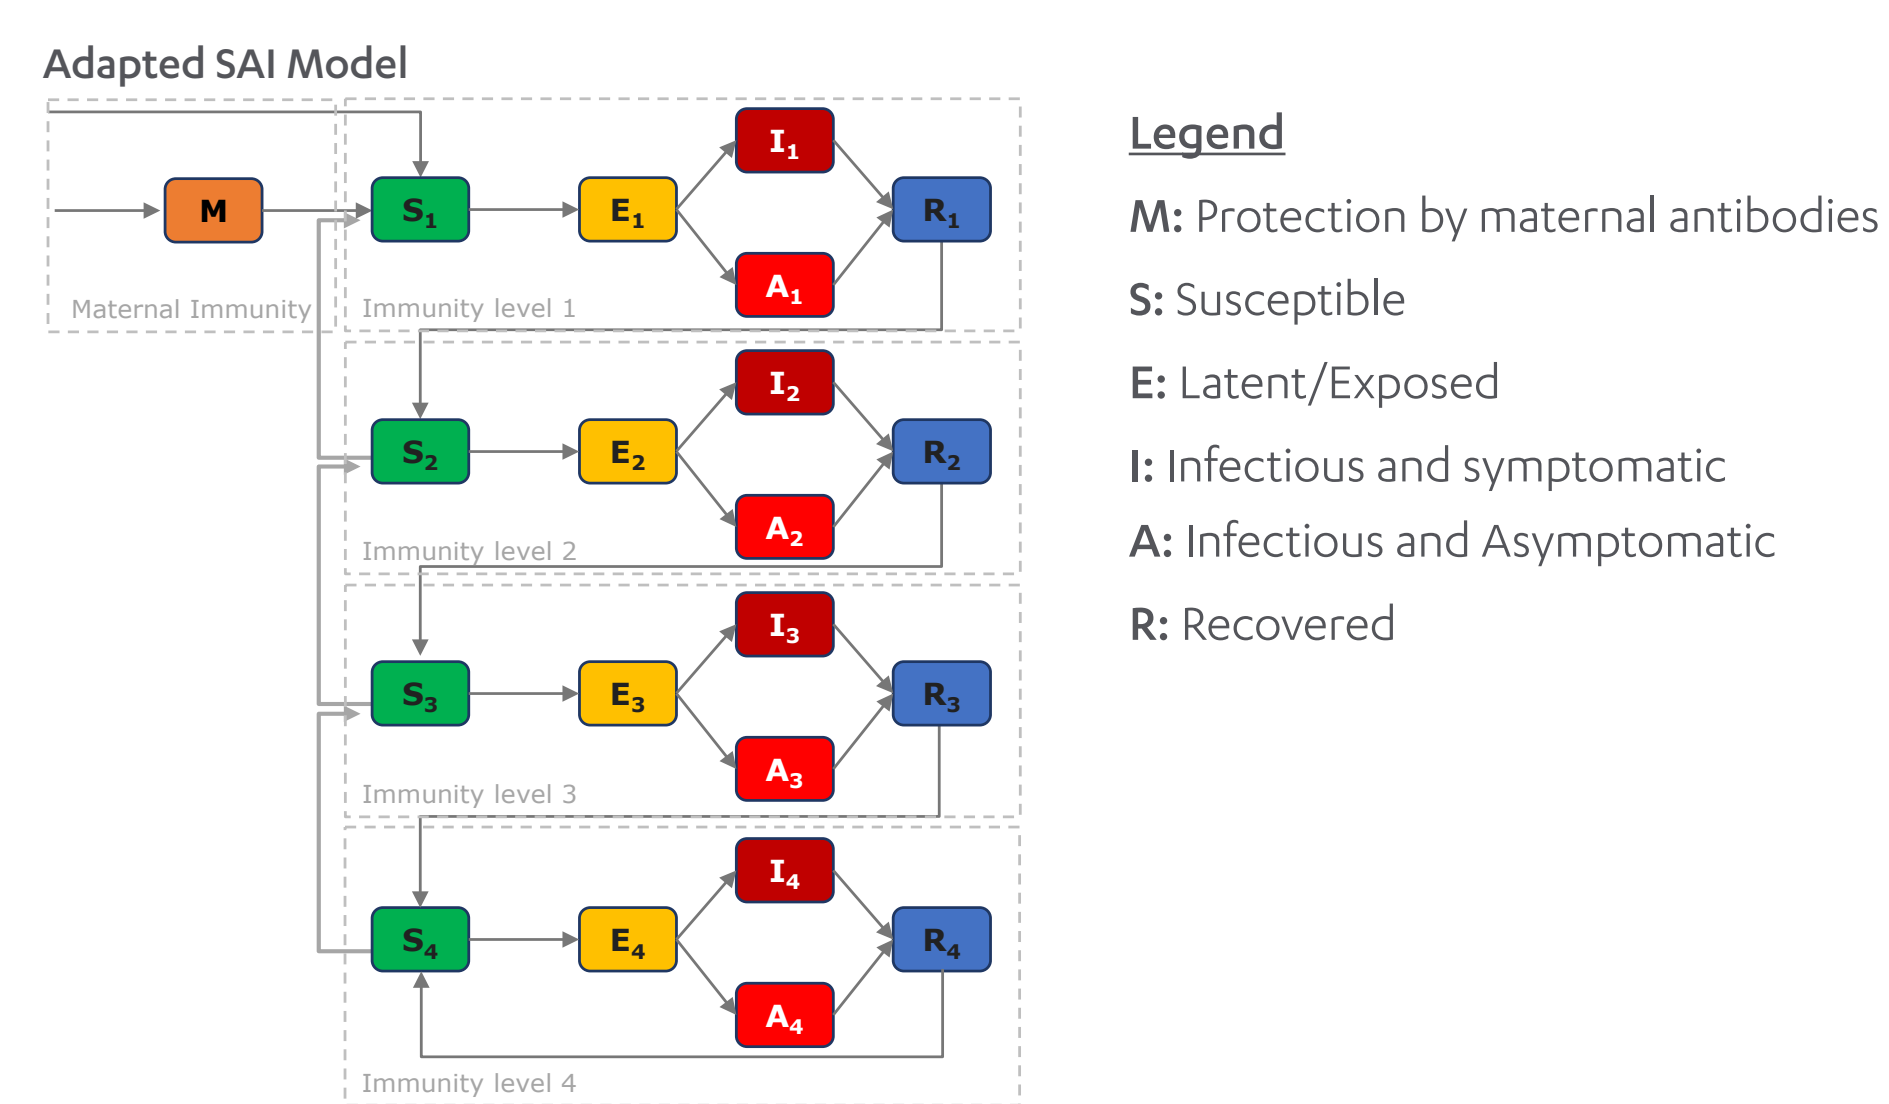 Adapted SAI Model
M
S₁
E₁
I₁
A₁
R₁
Maternal Immunity
Immunity level 1
S₂
E₂
I₂
A₂
R₂
Immunity level 2
S₃
E₃
I₃
A₃
R₃
Immunity level 3
S₄
E₄
I₄
A₄
R₄
Immunity level 4
Legend
M: Protection by maternal antibodies
S: Susceptible
E: Latent/Exposed
I: Infectious and symptomatic
A: Infectious and Asymptomatic
R: Recovered